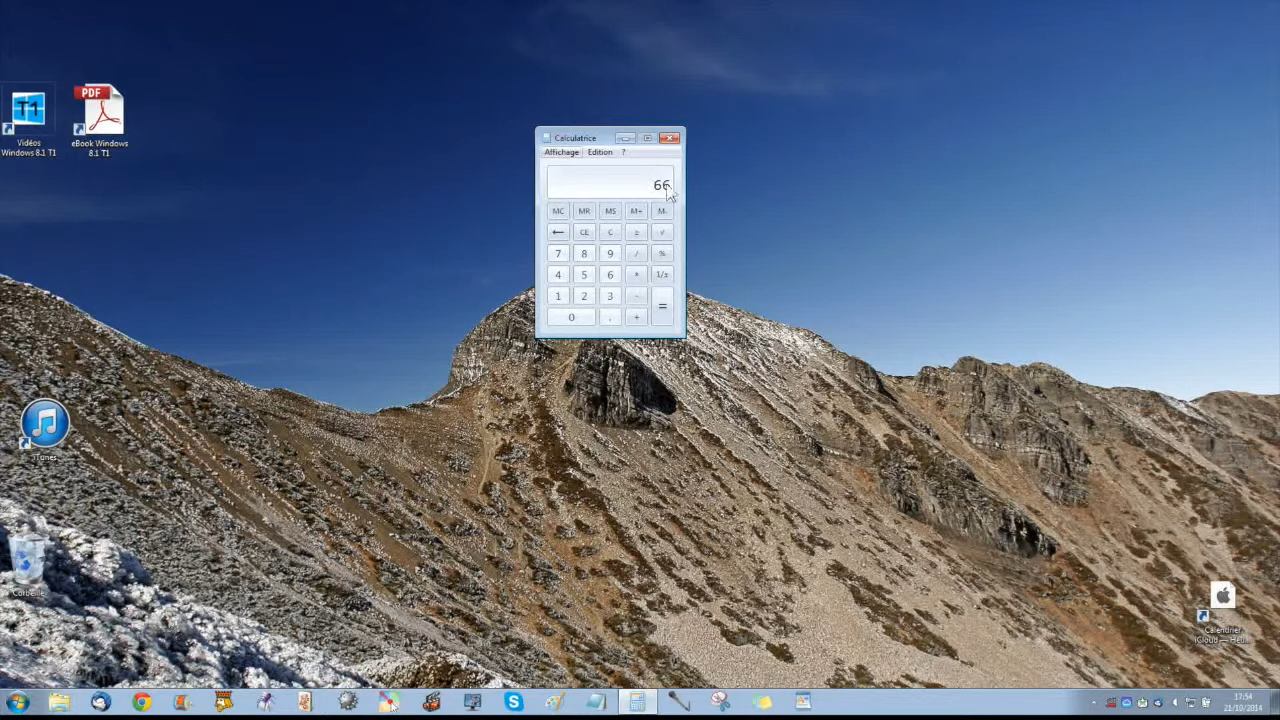 T1
Vidéos
Windows 8.1 T1
PDF
eBook Windows
8.1 T1
Calculatrice
Affichage Edition ?
66
MC MR MS M+ M-
← CE C ± √
7 8 9 / %
4 5 6 * 1/x
1 2 3 - =
0 , +
iTunes
Corbeille
Calendrier
17:54
21/10/2014